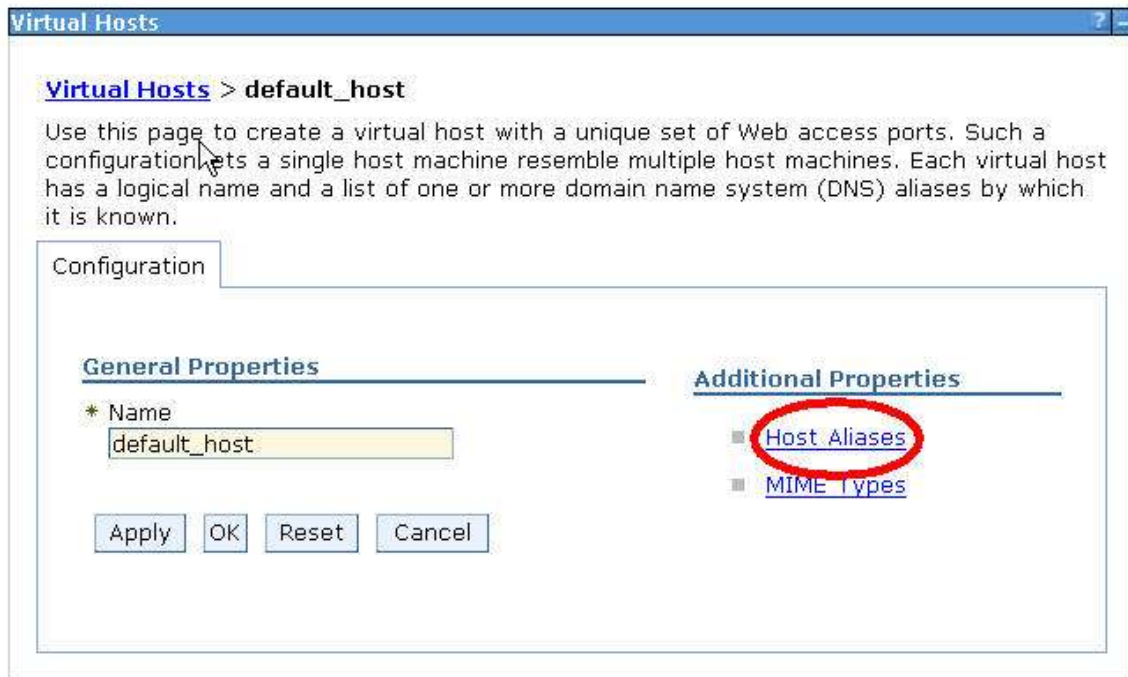 Virtual Hosts
?
Virtual Hosts > default_host
Use this page to create a virtual host with a unique set of Web access ports. Such a
configuration lets a single host machine resemble multiple host machines. Each virtual host
has a logical name and a list of one or more domain name system (DNS) aliases by which
it is known.
Configuration
General Properties
* Name
default_host
Apply OK Reset Cancel
Additional Properties
Host Aliases
MIME Types